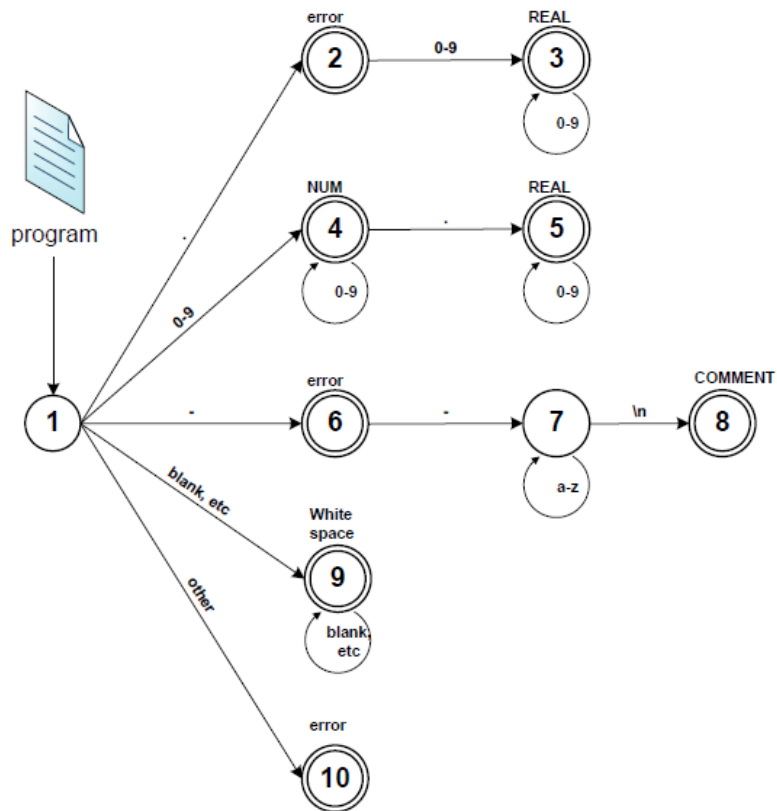 error
REAL
2
0-9
3
0-9
NUM
REAL
program
.
4
.
5
0-9
0-9
0-9
error
COMMENT
1
-
6
-
7
\n
8
blank, etc
a-z
White
space
9
other
blank,
etc
error
10